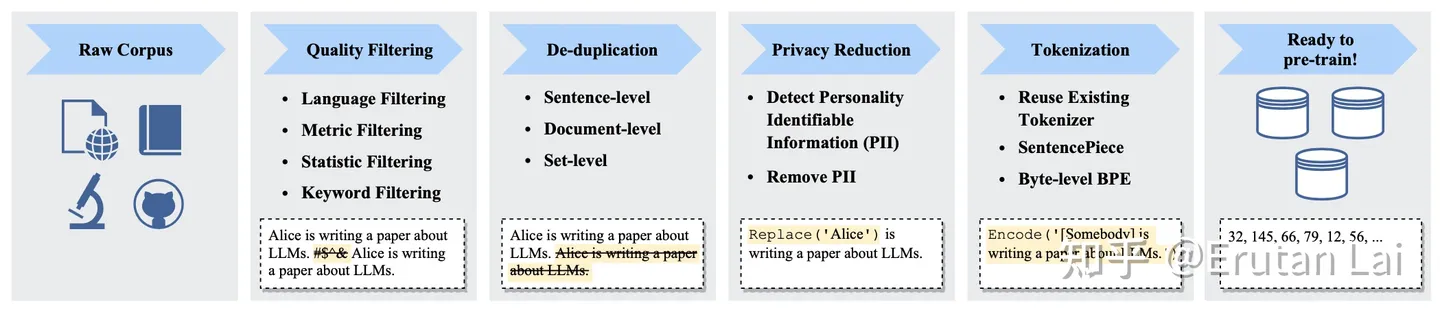 Raw Corpus
Quality Filtering
• Language Filtering
• Metric Filtering
• Statistic Filtering
• Keyword Filtering
Alice is writing a paper about
LLMs. #$^& Alice is writing
a paper about LLMs.
De-duplication
• Sentence-level
• Document-level
• Set-level
Alice is writing a paper about
LLMs. Alice is writing a paper
about LLMs.
Privacy Reduction
• Detect Personality
Identifiable
Information (PII)
• Remove PII
Replace('Alice') is
writing a paper about LLMs.
Tokenization
• Reuse Existing
Tokenizer
• SentencePiece
• Byte-level BPE
Encode('[Somebody] is
writing a paper about LLMs.')
Ready to
pre-train!
32, 145, 66, 79, 12, 56, ...
知乎 @Erutan Lai